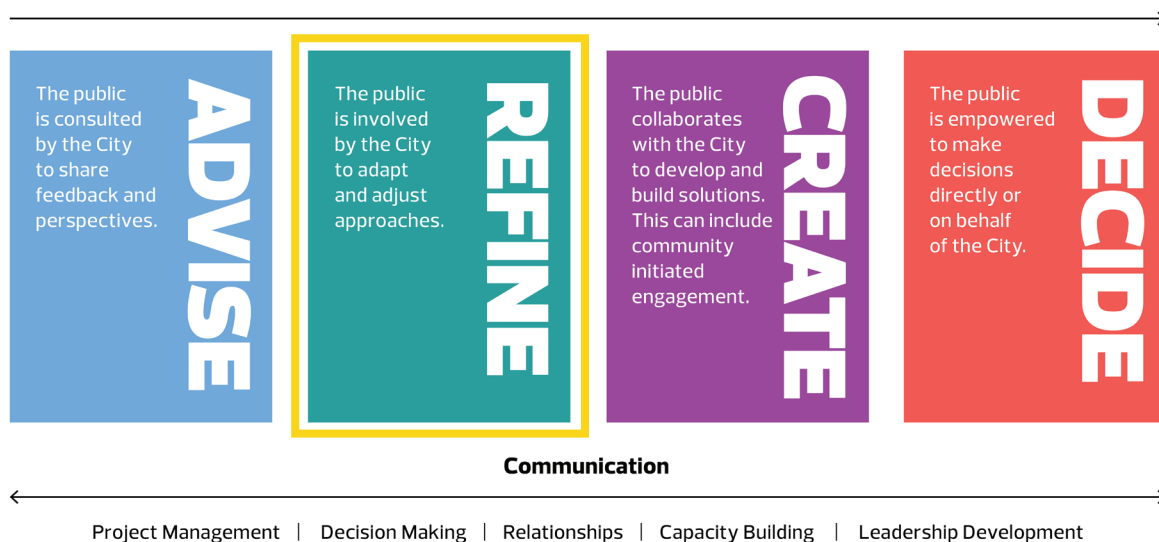 The public
is consulted
by the City
to share
feedback and
perspectives.
ADVISE
The public
is involved
by the City
to adapt
and adjust
approaches.
REFINE
The public
collaborates
with the City
to develop and
build solutions.
This can include
community
initiated
engagement.
CREATE
The public
is empowered
to make
decisions
directly or
on behalf
of the City.
DECIDE
Communication
Project Management | Decision Making | Relationships | Capacity Building | Leadership Development